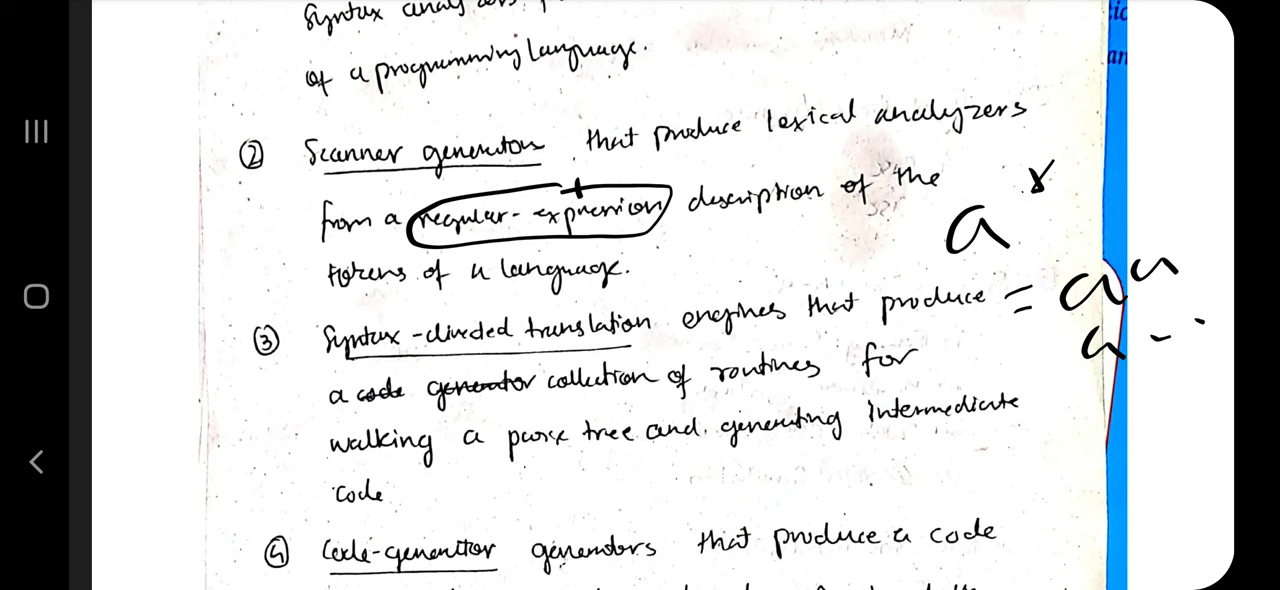 Syntax
of a programming language.
② Scanner generators that produce lexical analyzers
from a regular-expression description of the
tokens of a language.
a*
= aa
a - .
③ Syntax-directed translation engines that produce
a code generator collection of routines for
walking a parse tree and generating intermediate
code
④ Code-generator generators that produce a code